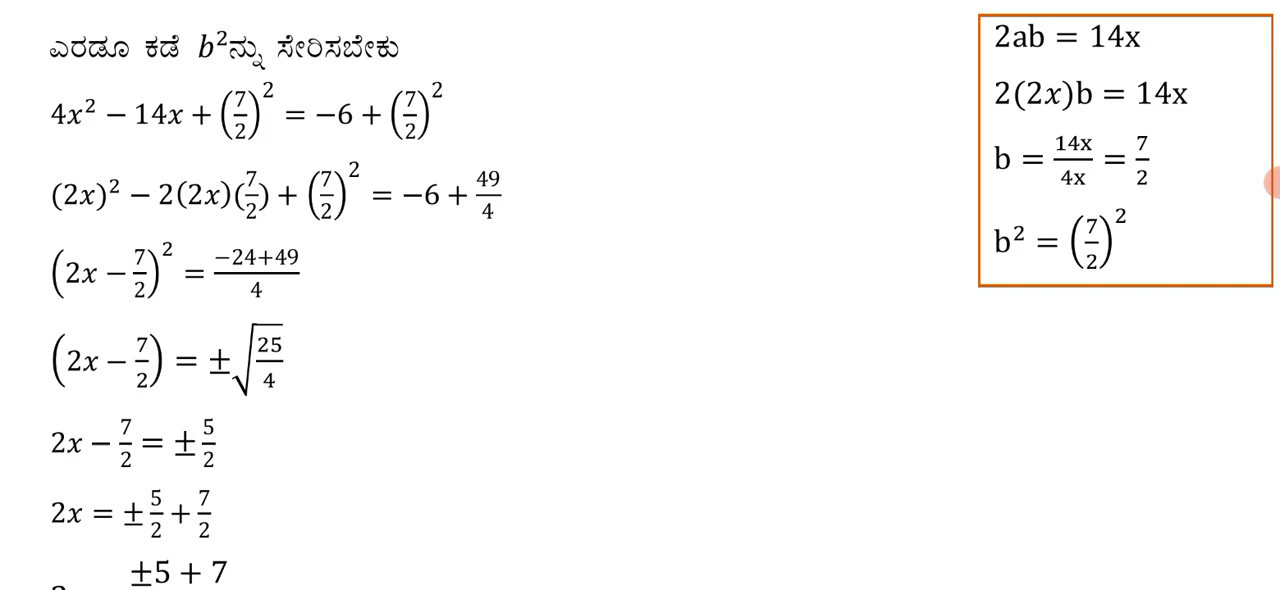 ಎರಡೂ ಕಡೆ b²ನ್ನು ಸೇರಿಸಬೇಕು
4x² − 14x + (7/2)² = −6 + (7/2)²
(2x)² − 2(2x)(7/2) + (7/2)² = −6 + 49/4
(2x − 7/2)² = (−24+49)/4
(2x − 7/2) = ±√(25/4)
2x − 7/2 = ± 5/2
2x = ± 5/2 + 7/2
±5 + 7
2ab = 14x
2(2x)b = 14x
b = 14x/4x = 7/2
b² = (7/2)²